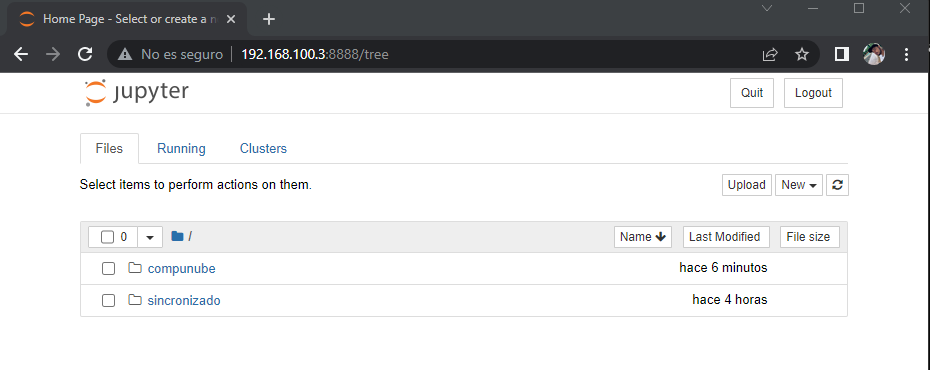 Home Page - Select or create a n
No es seguro 192.168.100.3:8888/tree
jupyter
Quit Logout
Files Running Clusters
Select items to perform actions on them.
Upload New
0 / Name Last Modified File size
compunube hace 6 minutos
sincronizado hace 4 horas